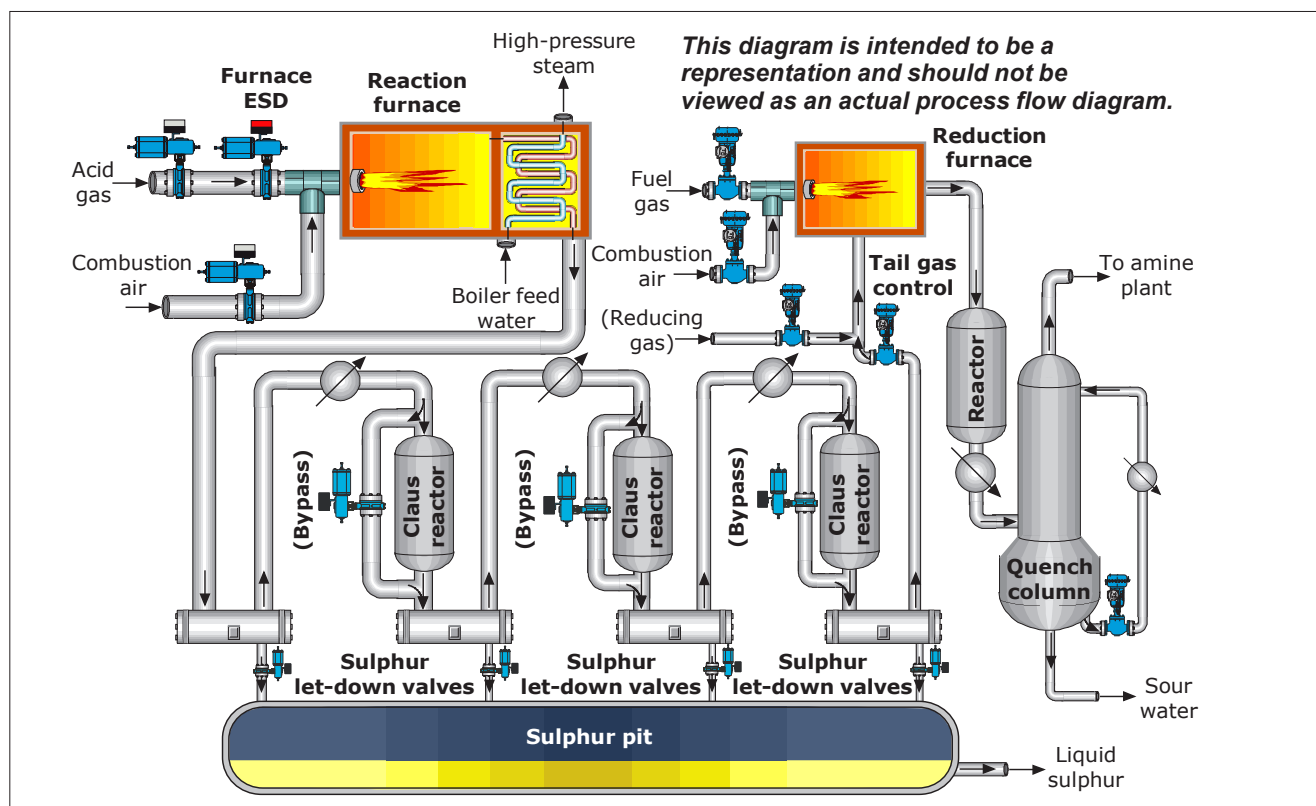 High-pressure
steam
This diagram is intended to be a
representation and should not be
viewed as an actual process flow diagram.
Furnace
ESD
Reaction
furnace
Reduction
furnace
Acid
gas
Fuel
gas
Combustion
air
Combustion
air
Boiler feed
water
Tail gas
control
To amine
plant
(Reducing
gas)
Reactor
(Bypass)
Claus
reactor
(Bypass)
Claus
reactor
(Bypass)
Claus
reactor
Quench
column
Sulphur
let-down valves
Sulphur
let-down valves
Sulphur
let-down valves
Sour
water
Sulphur pit
Liquid
sulphur